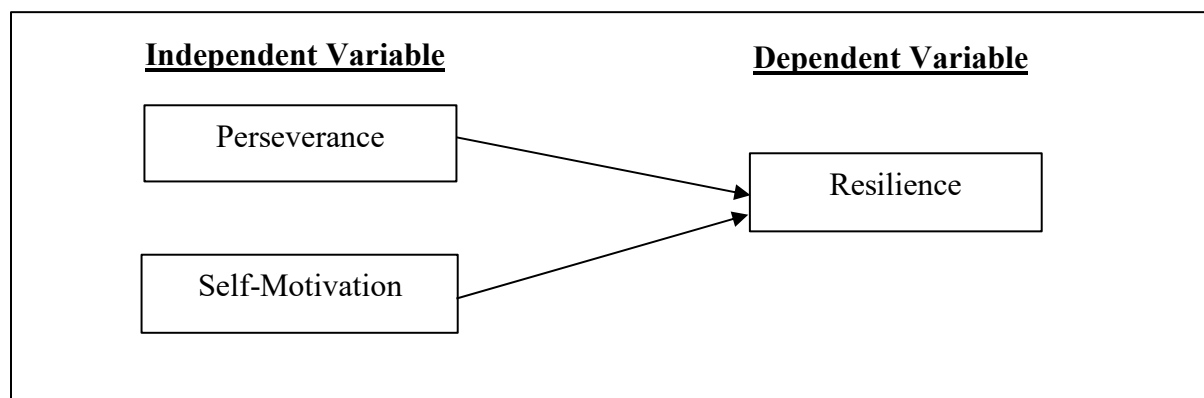 Independent Variable
Dependent Variable
Perseverance
Resilience
Self-Motivation